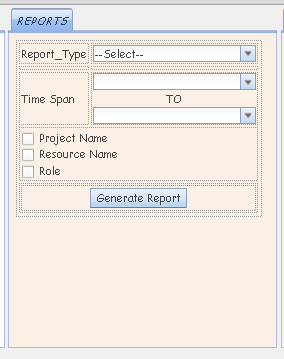 REPORTS
Report_Type --Select--
Time Span
TO
Project Name
Resource Name
Role
Generate Report